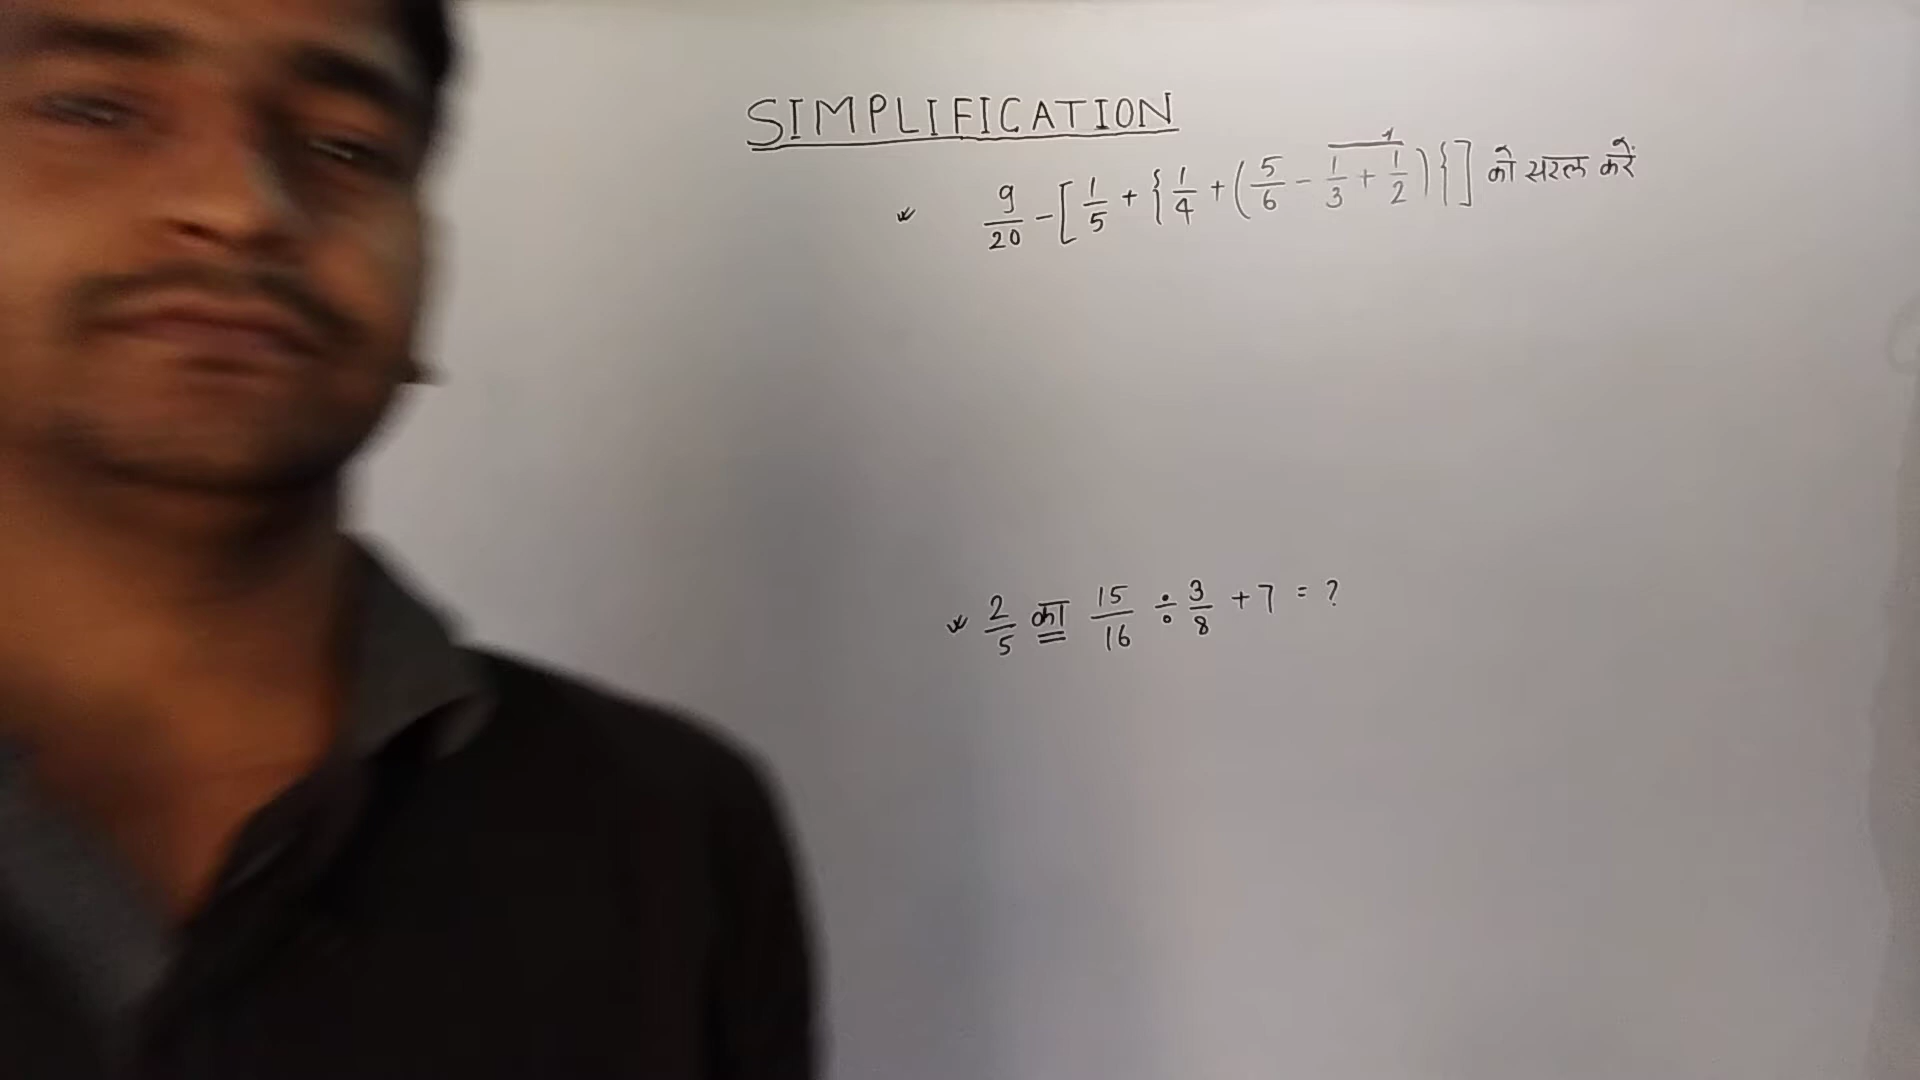 SIMPLIFICATION
* 9/20 - [1/5 + {1/4 + (5/6 - 1/3 + 1/2){] को सरल करें
* 2/5 का 15/16 ÷ 3/8 + 7 = ?